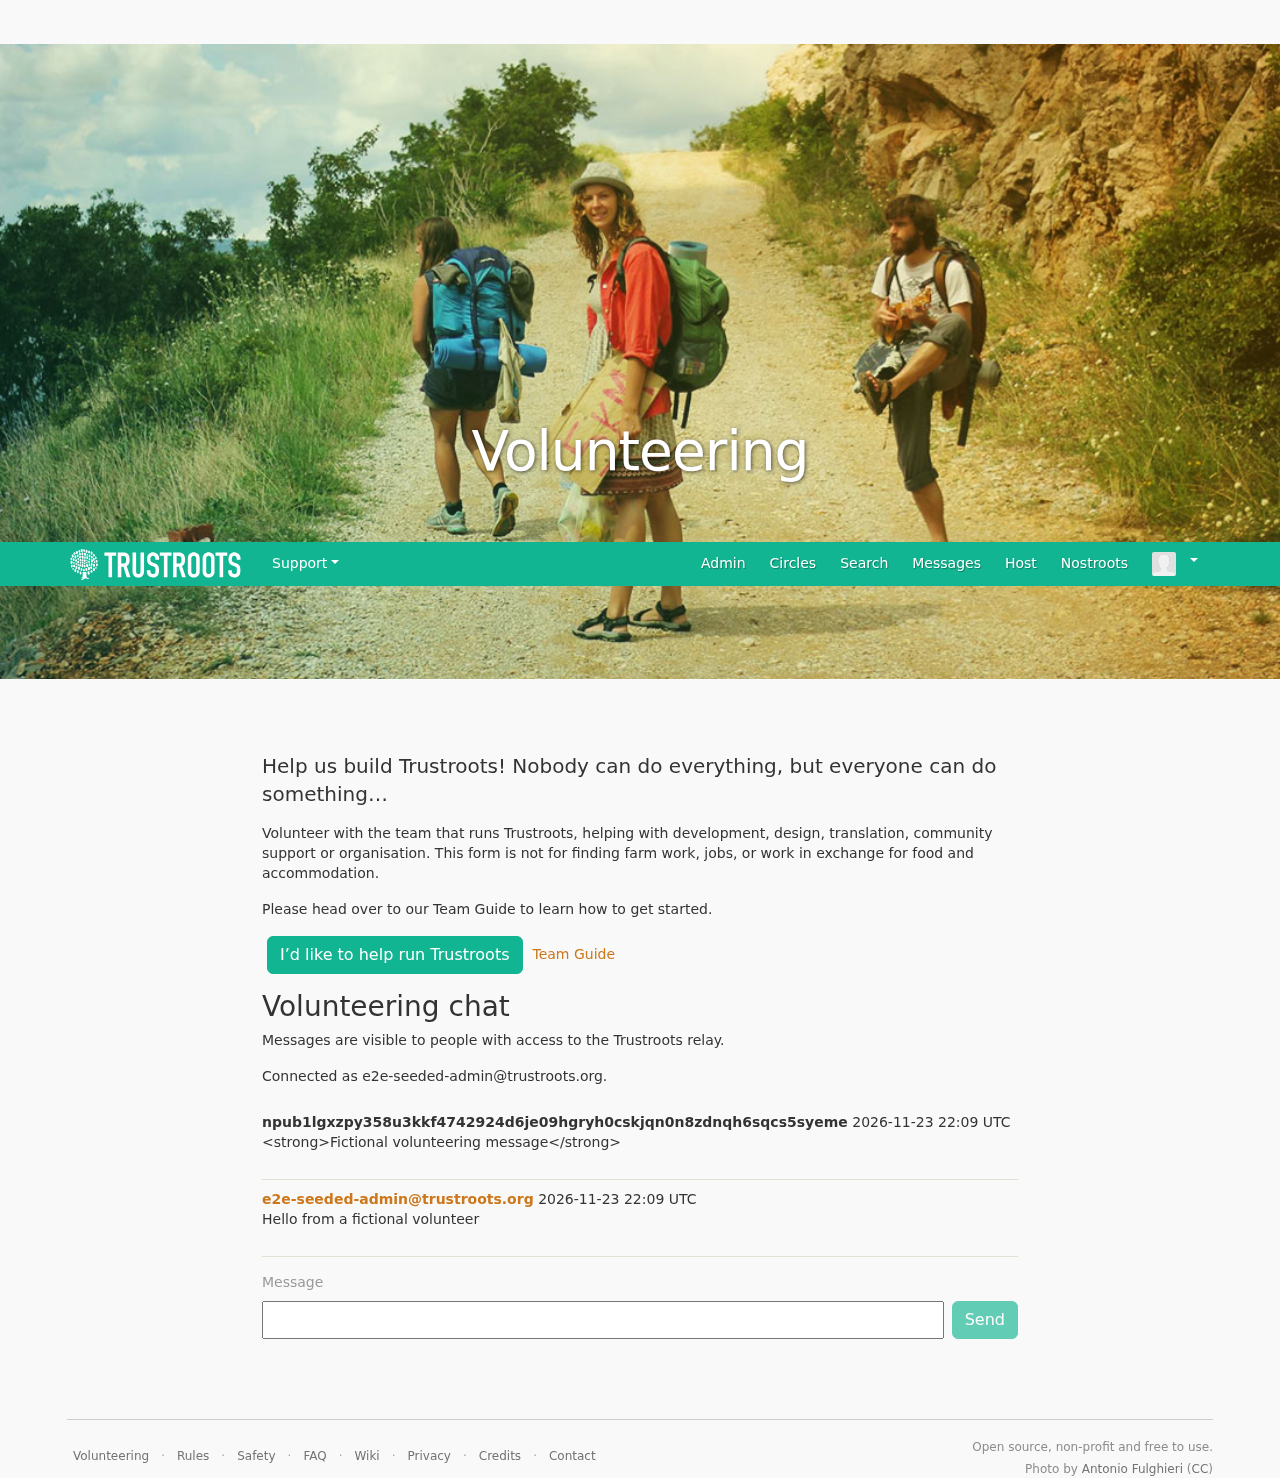 Volunteering
TRUSTROOTS Support Admin Circles Search Messages Host Nostroots
Help us build Trustroots! Nobody can do everything, but everyone can do
something…
Volunteer with the team that runs Trustroots, helping with development, design, translation, community
support or organisation. This form is not for finding farm work, jobs, or work in exchange for food and
accommodation.
Please head over to our Team Guide to learn how to get started.
I’d like to help run Trustroots Team Guide
Volunteering chat
Messages are visible to people with access to the Trustroots relay.
Connected as e2e-seeded-admin@trustroots.org.
npub1lgxzpy358u3kkf4742924d6je09hgryh0cskjqn0n8zdnqh6sqcs5syeme 2026-11-23 22:09 UTC
<strong>Fictional volunteering message</strong>
e2e-seeded-admin@trustroots.org 2026-11-23 22:09 UTC
Hello from a fictional volunteer
Message
Send
Volunteering · Rules · Safety · FAQ · Wiki · Privacy · Credits · Contact
Open source, non-profit and free to use.
Photo by Antonio Fulghieri (CC)